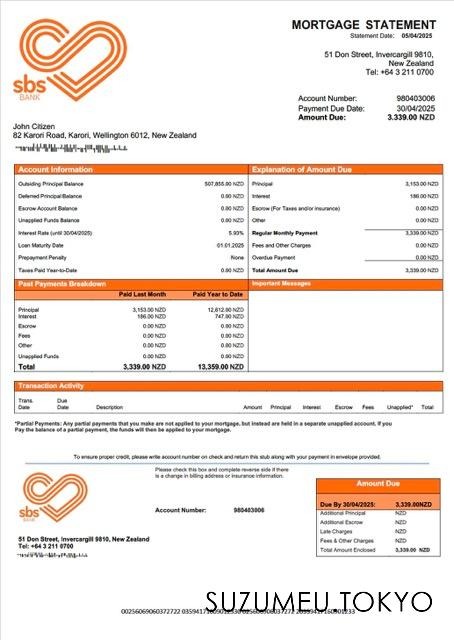 MORTGAGE STATEMENT
Statement Date: 05/04/2025
sbs
BANK
51 Don Street, Invercargill 9810,
New Zealand
Tel: +64 3 211 0700
Account Number: 980403006
Payment Due Date: 30/04/2025
Amount Due: 3.339.00 NZD
John Citizen
82 Karori Road, Karori, Wellington 6012, New Zealand
Account Information
Outsiding Principal Balance 507,855.00 NZD
Deferred Principal Balance 0.00 NZD
Escrow Account Balance 0.00 NZD
Unapplied Funds Balance 0.00 NZD
Interest Rate (until 30/04/2025) 5.93%
Loan Maturity Date 01.01.2025
Prepayment Penalty None
Taxes Paid Year-to-Date 0.00 NZD
Explanation of Amount Due
Principal 3,153.00 NZD
Interest 186.00 NZD
Escrow (For Taxes and/or insurance) 0.00 NZD
Other 0.00 NZD
Regular Monthly Payment 3,339.00 NZD
Fees and Other Charges 0.00 NZD
Overdue Payment 0.00 NZD
Total Amount Due 3,339.00 NZD
Past Payments Breakdown
Paid Last Month Paid Year to Date
Principal 3,153.00 NZD 12,612.00 NZD
Interest 186.00 NZD 747.00 NZD
Escrow 0.00 NZD 0.00 NZD
Fees 0.00 NZD 0.00 NZD
Other 0.00 NZD 0.00 NZD
Unapplied Funds 0.00 NZD 0.00 NZD
Total 3,339.00 NZD 13,359.00 NZD
Important Messages
Transaction Activity
Trans. Date Due Date Description Amount Principal Interest Escrow Fees Unapplied* Total
*Partial Payments: Any partial payments that you make are not applied to your mortgage, but instead are held in a separate unapplied account. If you
Pay the balance of a partial payment, the funds will then be applied to your mortgage.
To ensure proper credit, please write account number on check and return this stub along with your payment in envelope provided.
Please check this box and complete reverse side if there
is a change in billing address or insurance information.
sbs
BANK
Account Number: 980403006
51 Don Street, Invercargill 9810, New Zealand
Tel: +64 3 211 0700
Amount Due
Due By 30/04/2025: 3,339.00NZD
Additional Principal NZD
Additional Escrow NZD
Late Charges NZD
Fees & Other Charges NZD
Total Amount Enclosed 3,339.00 NZD
SUZUMEU.TOKYO